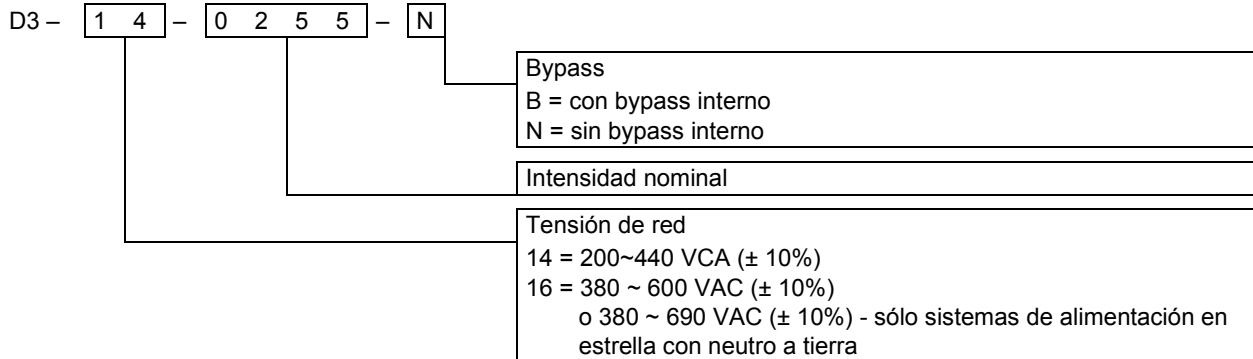 D3 – 1 4 – 0 2 5 5 – N
Bypass
B = con bypass interno
N = sin bypass interno
Intensidad nominal
Tensión de red
14 = 200~440 VCA (± 10%)
16 = 380 ~ 600 VAC (± 10%)
o 380 ~ 690 VAC (± 10%) - sólo sistemas de alimentación en
estrella con neutro a tierra